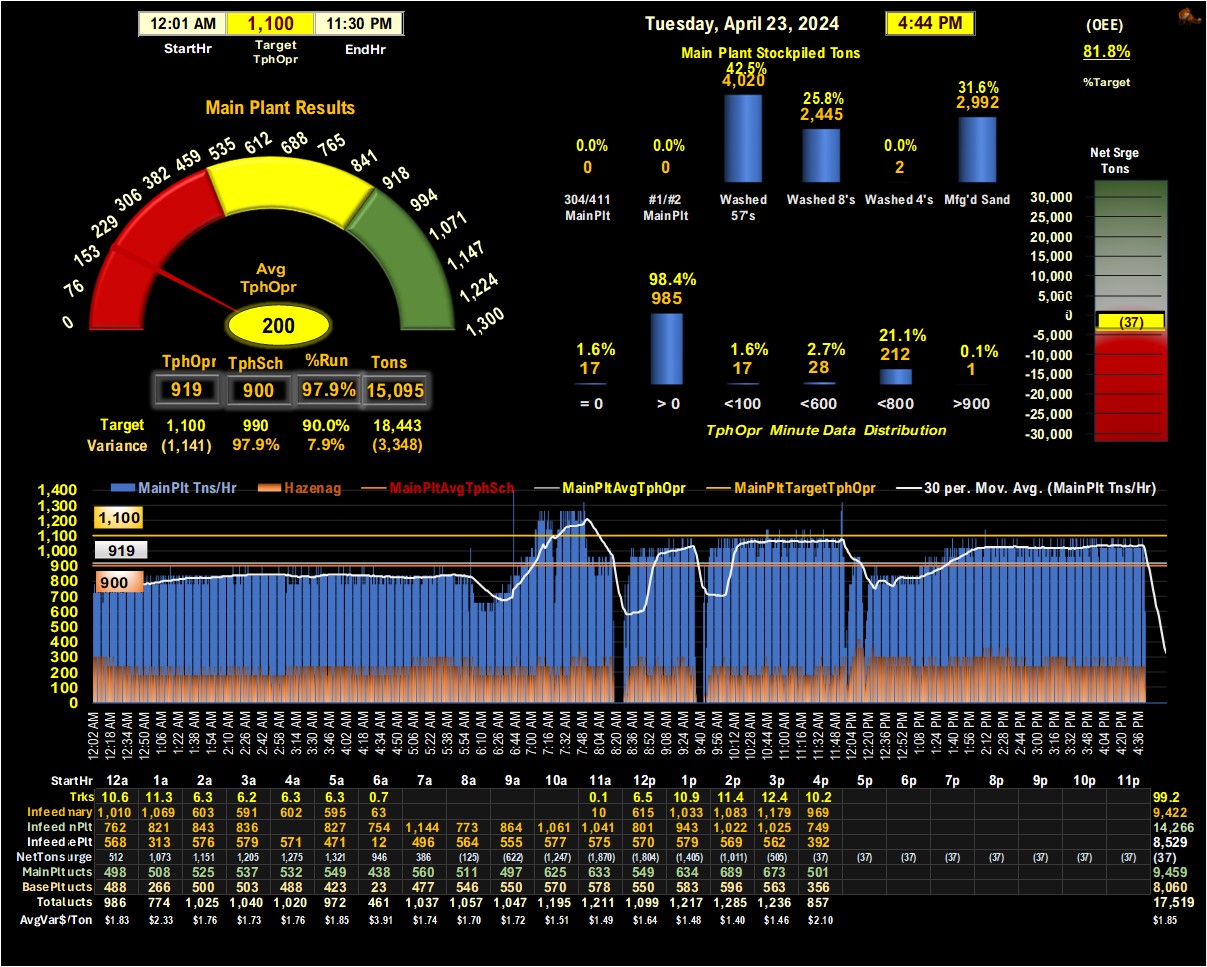 12:01 AM 1,100 11:30 PM
StartHr Target TphOpr EndHr
Tuesday, April 23, 2024 4:44 PM
(OEE)
81.8%
%Target
Main Plant Results
0 76 153 229 306 382 459 535 612 688 765 841 918 994 1,071 1,147 1,224 1,300
Avg
TphOpr
200
TphOpr TphSch %Run Tons
919 900 97.9% 15,095
Target 1,100 990 90.0% 18,443
Variance (1,141) 97.9% 7.9% (3,348)
Main Plant Stockpiled Tons
0.0% 0.0% 42.5% 25.8% 0.0% 31.6%
0 0 4,020 2,445 2 2,992
304/411 MainPlt #1/#2 MainPlt Washed 57's Washed 8's Washed 4's Mfg'd Sand
1.6% 98.4% 1.6% 2.7% 21.1% 0.1%
17 985 17 28 212 1
= 0 > 0 <100 <600 <800 >900
TphOpr Minute Data Distribution
Net Srge
Tons
30,000
25,000
20,000
15,000
10,000
5,000
0
(37)
-5,000
-10,000
-15,000
-20,000
-25,000
-30,000
MainPlt Tns/Hr Hazenag MainPltAvgTphSch MainPltAvgTphOpr MainPltTargetTphOpr 30 per. Mov. Avg. (MainPlt Tns/Hr)
1,400
1,300
1,200
1,100
1,000
900
800
700
600
500
400
300
200
100
0
1,100
919
900
12:02 AM 12:18 AM 12:34 AM 12:50 AM 1:06 AM 1:22 AM 1:38 AM 1:54 AM 2:10 AM 2:26 AM 2:42 AM 2:58 AM 3:14 AM 3:30 AM 3:46 AM 4:02 AM 4:18 AM 4:34 AM 4:50 AM 5:06 AM 5:22 AM 5:38 AM 5:54 AM 6:10 AM 6:26 AM 6:44 AM 7:00 AM 7:16 AM 7:32 AM 7:48 AM 8:04 AM 8:20 AM 8:36 AM 8:52 AM 9:08 AM 9:24 AM 9:40 AM 9:56 AM 10:12 AM 10:28 AM 10:44 AM 11:00 AM 11:16 AM 11:32 AM 11:48 AM 12:04 PM 12:20 PM 12:36 PM 12:52 PM 1:08 PM 1:24 PM 1:40 PM 1:56 PM 2:12 PM 2:28 PM 2:44 PM 3:00 PM 3:16 PM 3:32 PM 3:48 PM 4:04 PM 4:20 PM 4:36 PM
StartHr 12a 1a 2a 3a 4a 5a 6a 7a 8a 9a 10a 11a 12p 1p 2p 3p 4p 5p 6p 7p 8p 9p 10p 11p
Trks 10.6 11.3 6.3 6.2 6.3 6.3 0.7 0.1 6.5 10.9 11.4 12.4 10.2 99.2
Infeed mary 1,010 1,069 603 591 602 595 63 10 615 1,033 1,083 1,179 969 9,422
Infeed nPlt 762 821 843 836 827 754 1,144 773 864 1,061 1,041 801 943 1,022 1,025 749 14,266
Infeed ePlt 568 313 576 579 571 471 12 496 564 555 577 575 570 579 560 562 392 8,529
NetTonsurge 512 1,073 1,151 1,205 1,275 1,321 946 386 (125) (622) (1,247) (1,870) (1,804) (1,405) (1,011) (505) (37) (37) (37) (37) (37) (37) (37) (37) (37)
MainPlt ucts 498 508 525 537 532 549 438 560 511 497 625 633 549 634 689 673 501 9,459
BasePlt ucts 488 266 500 503 488 423 23 477 546 550 570 578 550 583 596 563 356 8,060
Total ucts 986 774 1,025 1,040 1,020 972 461 1,037 1,057 1,047 1,195 1,211 1,099 1,217 1,285 1,236 857 17,519
AvgVar$/Ton $1.83 $2.33 $1.76 $1.73 $1.76 $1.85 $3.91 $1.74 $1.70 $1.72 $1.51 $1.49 $1.64 $1.48 $1.40 $1.46 $2.10 $1.85